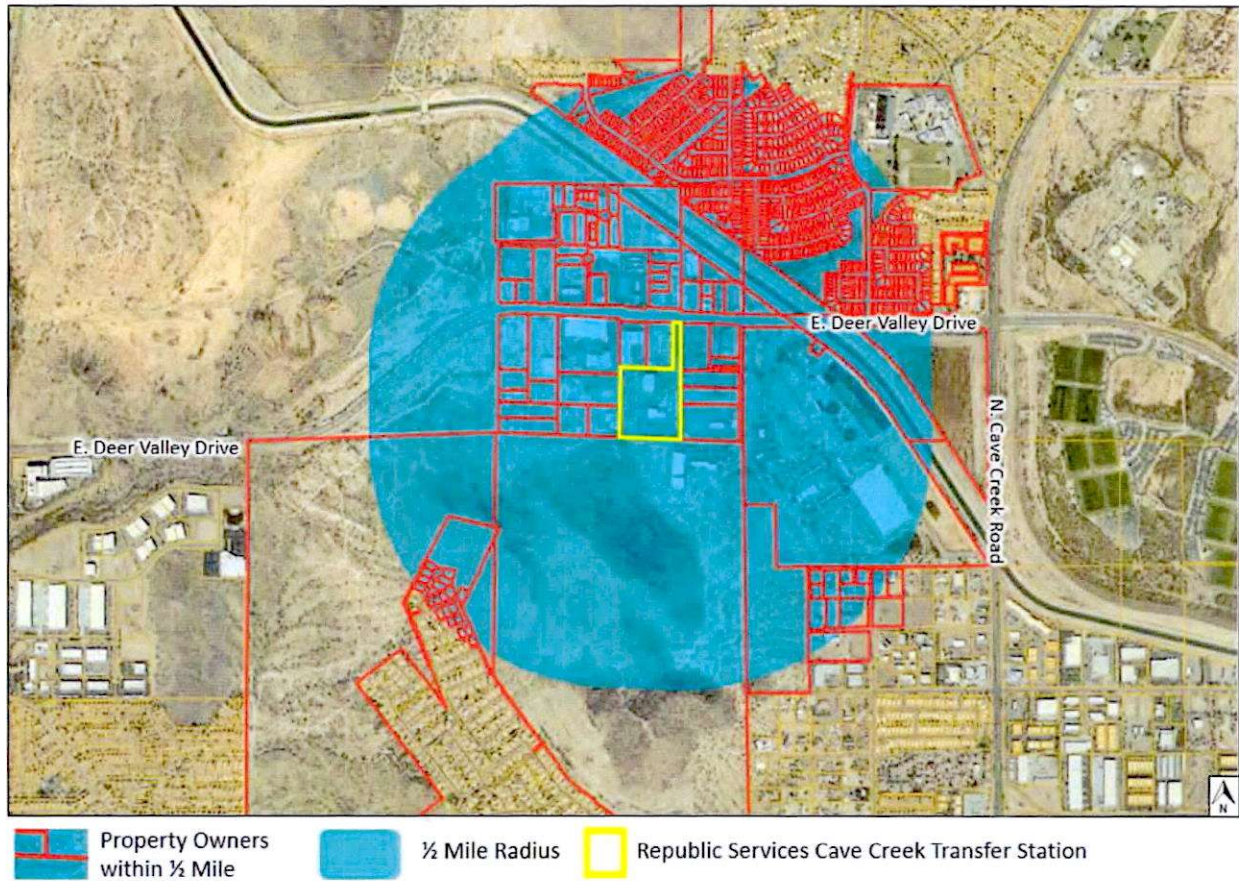 E. Deer Valley Drive
E. Deer Valley Drive
N. Cave Creek Road
N
Property Owners
within ½ Mile
½ Mile Radius
Republic Services Cave Creek Transfer Station